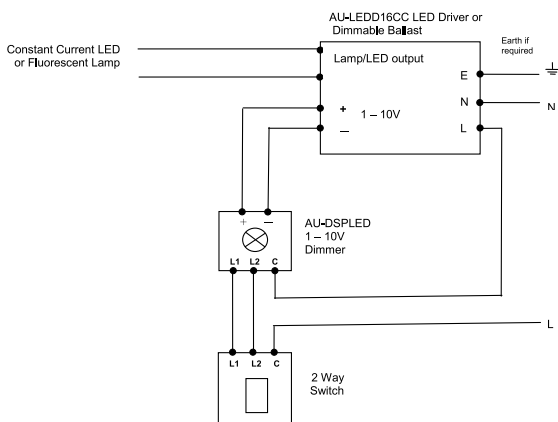 AU-LEDD16CC LED Driver or
Dimmable Ballast
Constant Current LED
or Fluorescent Lamp
Lamp/LED output
Earth if
required
E
N
N
+
1 – 10V
–
L
+ –
AU-DSPLED
1 – 10V
Dimmer
L1 L2 C
L
L1 L2 C
2 Way
Switch